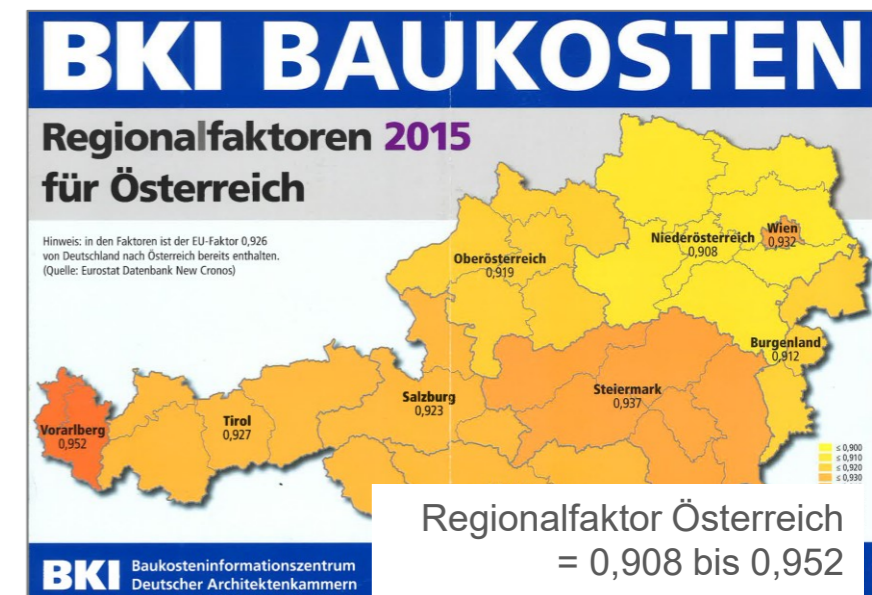 BKI BAUKOSTEN
Regionalfaktoren 2015
für Österreich
Hinweis: in den Faktoren ist der EU-Faktor 0,926
von Deutschland nach Österreich bereits enthalten.
(Quelle: Eurostat Datenbank New Cronos)
Niederösterreich
0,908
Wien
0,932
Oberösterreich
0,919
Burgenland
0,912
Steiermark
0,937
Salzburg
0,923
Tirol
0,927
Vorarlberg
0,952
≤ 0,900
≤ 0,910
≤ 0,920
≤ 0,930
Regionalfaktor Österreich
= 0,908 bis 0,952
BKI Baukosteninformationszentrum
Deutscher Architektenkammern